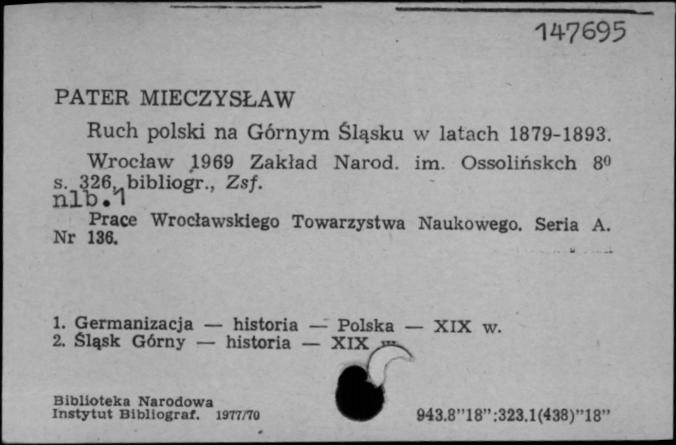 147695
PATER MIECZYSŁAW
Ruch polski na Górnym Śląsku w latach 1879-1893.
Wrocław 1969 Zakład Narod. im. Ossolińskch 8⁰
s. 326, bibliogr., Zsf.
nlb. 1
Prace Wrocławskiego Towarzystwa Naukowego. Seria A.
Nr 136.
1. Germanizacja — historia — Polska — XIX w.
2. Śląsk Górny — historia — XIX
Biblioteka Narodowa
Instytut Bibliograf. 1977/70
943.8"18":323.1(438)"18"